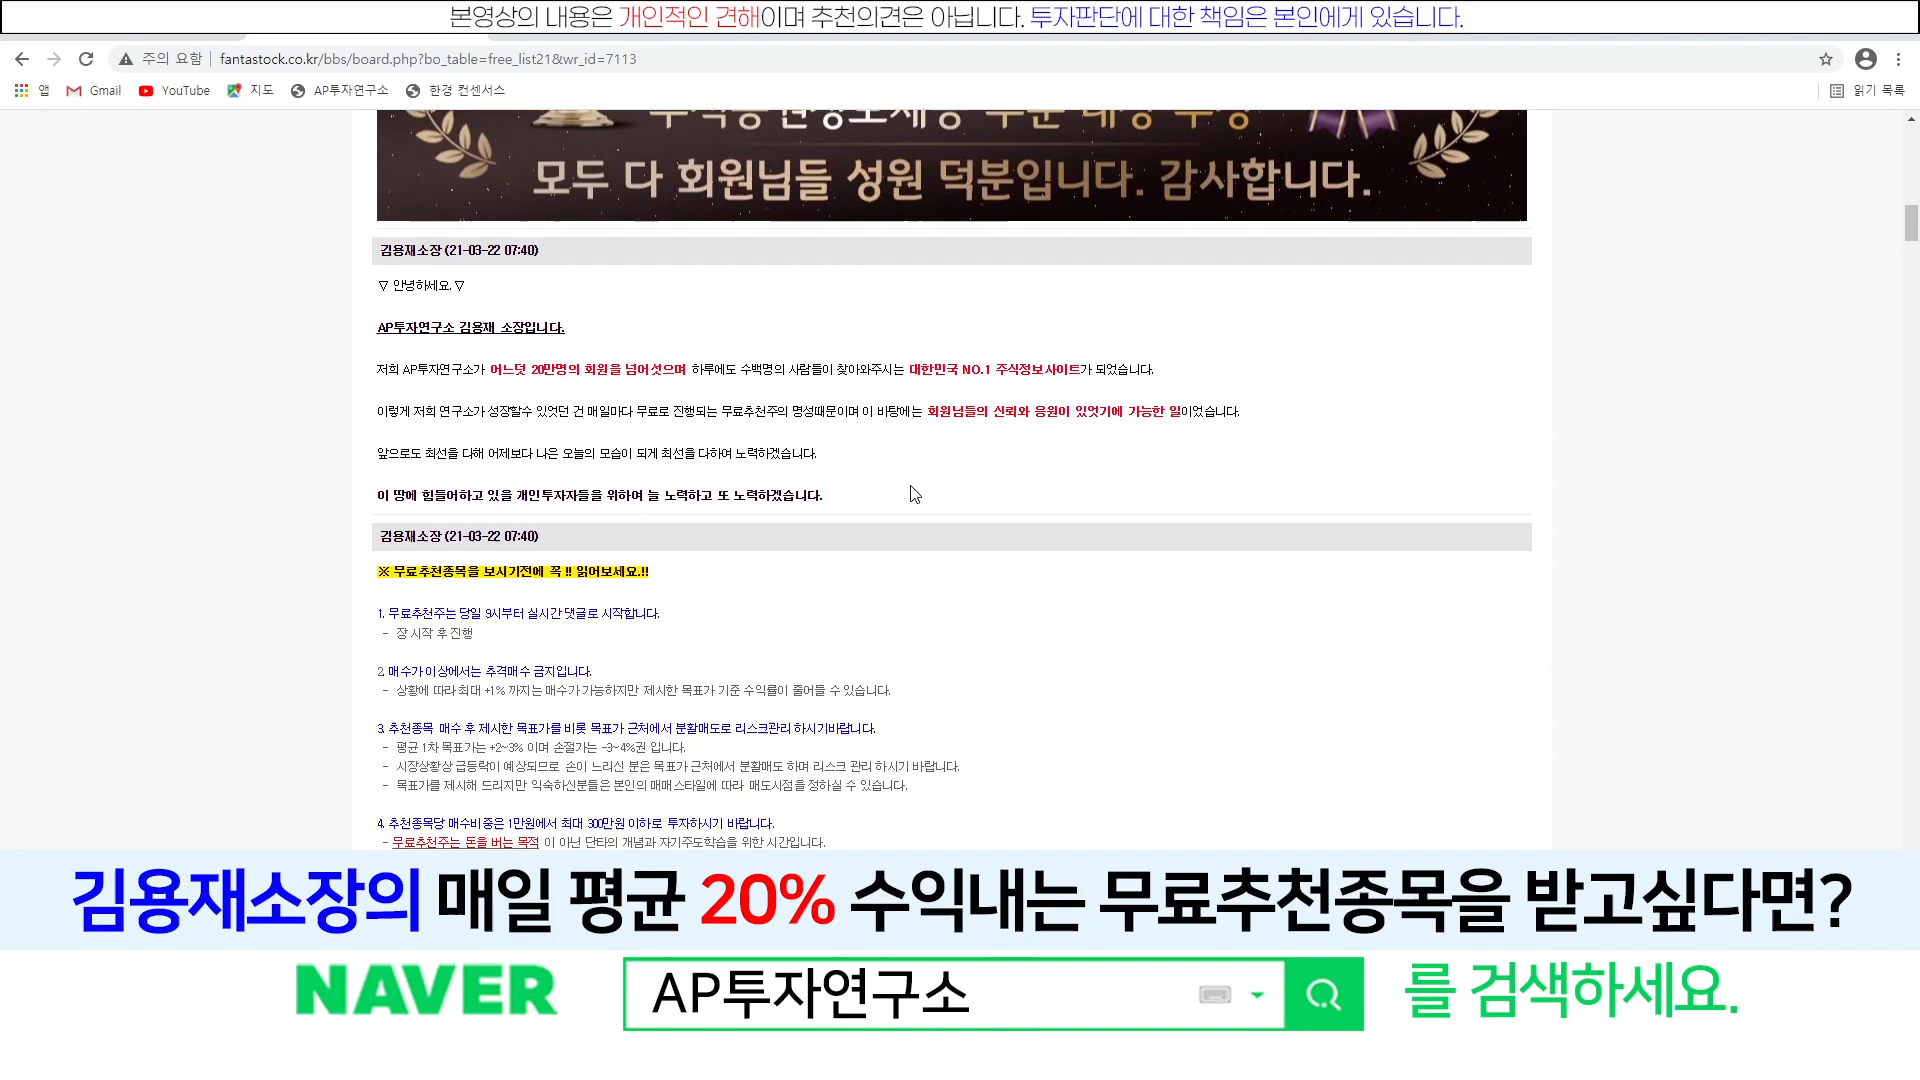 본영상의 내용은 개인적인 견해이며 추천의견은 아닙니다. 투자판단에 대한 책임은 본인에게 있습니다.
주의 요함 fantastock.co.kr/bbs/board.php?bo_table=free_list21&wr_id=7113
앱 Gmail YouTube 지도 AP투자연구소 한경 컨센서스 읽기 목록
모두 다 회원님들 성원 덕분입니다. 감사합니다.
김용재소장 (21-03-22 07:40)
▽ 안녕하세요. ▽
AP투자연구소 김용재 소장입니다.
저희 AP투자연구소가 어느덧 20만명의 회원을 넘어섯으며 하루에도 수백명의 사람들이 찾아와주시는 대한민국 NO.1 주식정보사이트가 되었습니다.
이렇게 저희 연구소가 성장할수 있었던 건 매일마다 무료로 진행되는 무료추천주의 명성때문이며 이 바탕에는 회원님들의 신뢰와 응원이 있엇기에 가능한 일이었습니다.
앞으로도 최선을 다해 어제보다 나은 오늘의 모습이 되게 최선을 다하여 노력하겠습니다.
이 땅에 힘들어하고 있을 개인투자자들을 위하여 늘 노력하고 또 노력하겠습니다.
김용재소장 (21-03-22 07:40)
※ 무료추천종목을 보시기전에 꼭 !! 읽어보세요.!!
1. 무료추천주는 당일 9시부터 실시간 댓글로 시작합니다.
- 장 시작 후 진행
2. 매수가 이상에서는 추격매수 금지입니다.
- 상황에 따라 최대 +1% 까지는 매수가 가능하지만 제시한 목표가 기준 수익률이 줄어들 수 있습니다.
3. 추천종목 매수 후 제시한 목표가를 비롯 목표가 근처에서 분활매도로 리스크관리 하시기바랍니다.
- 평균 1차 목표가는 +2~3% 이며 손절가는 -3~4%권 입니다.
- 시장상황상 급등락이 예상되므로 손이 느리신 분은 목표가 근처에서 분활매도 하며 리스크 관리 하시기 바랍니다.
- 목표가를 제시해 드리지만 익숙하신분들은 본인의 매매 스타일에 따라 매도시점을 정하실 수 있습니다.
4. 추천종목당 매수비중은 1만원에서 최대 300만원 이하로 투자하시기 바랍니다.
- 무료추천주는 돈을 버는 목적 이 아닌 단타의 개념과 자기주도학습을 위한 시간입니다.
김용재소장의 매일 평균 20% 수익내는 무료추천종목을 받고싶다면?
NAVER AP투자연구소 를 검색하세요.